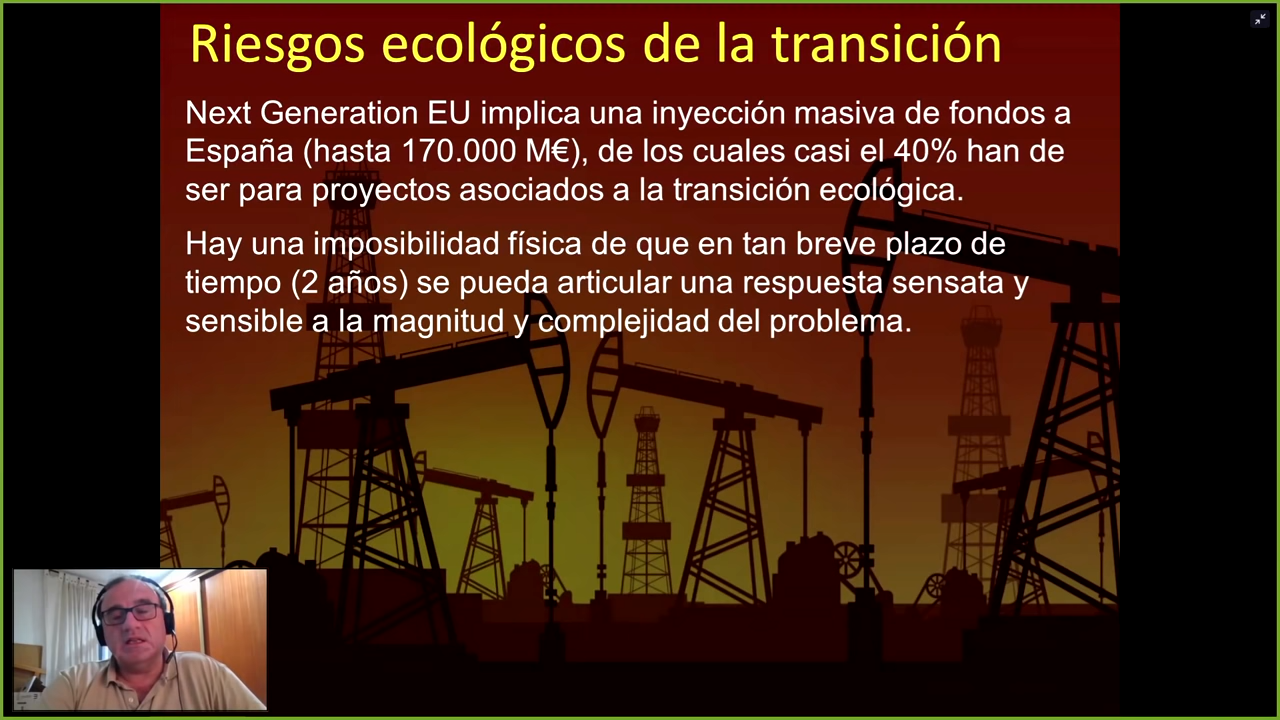 Riesgos ecológicos de la transición
Next Generation EU implica una inyección masiva de fondos a
España (hasta 170.000 M€), de los cuales casi el 40% han de
ser para proyectos asociados a la transición ecológica.
Hay una imposibilidad física de que en tan breve plazo de
tiempo (2 años) se pueda articular una respuesta sensata y
sensible a la magnitud y complejidad del problema.